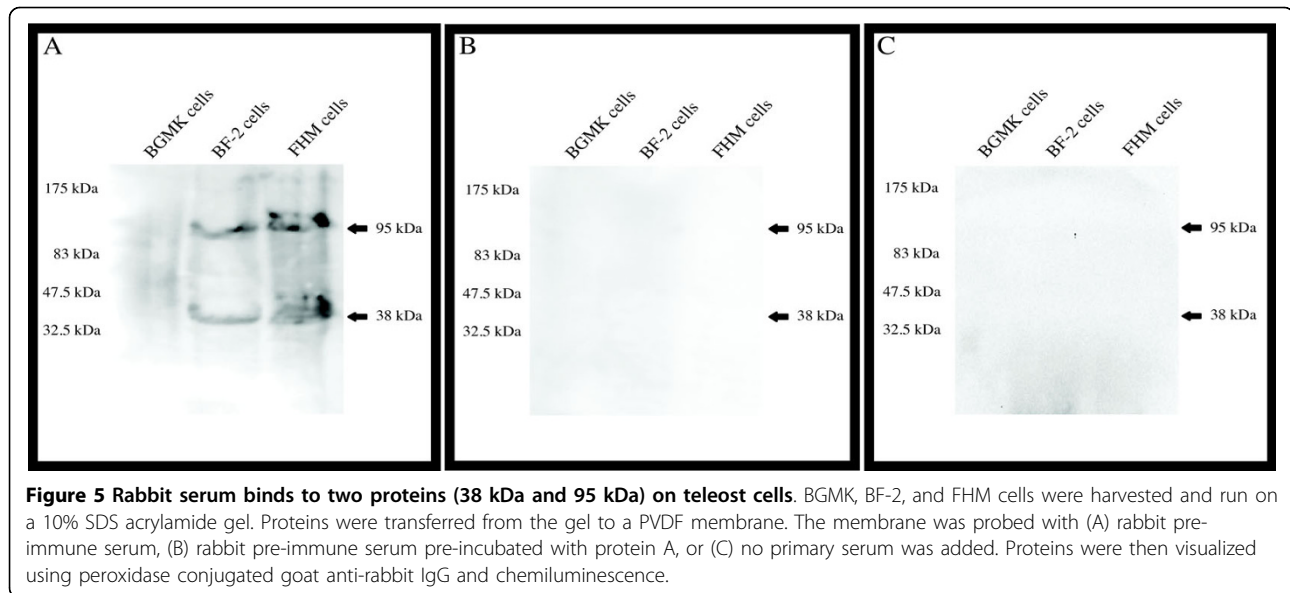 A
BGMK cells
BF-2 cells
FHM cells
175 kDa
95 kDa
83 kDa
47.5 kDa
38 kDa
32.5 kDa
B
BGMK cells
BF-2 cells
FHM cells
175 kDa
95 kDa
83 kDa
47.5 kDa
38 kDa
32.5 kDa
C
BGMK cells
BF-2 cells
FHM cells
175 kDa
95 kDa
83 kDa
47.5 kDa
38 kDa
32.5 kDa
Figure 5 Rabbit serum binds to two proteins (38 kDa and 95 kDa) on teleost cells. BGMK, BF-2, and FHM cells were harvested and run on
a 10% SDS acrylamide gel. Proteins were transferred from the gel to a PVDF membrane. The membrane was probed with (A) rabbit pre-
immune serum, (B) rabbit pre-immune serum pre-incubated with protein A, or (C) no primary serum was added. Proteins were then visualized
using peroxidase conjugated goat anti-rabbit IgG and chemiluminescence.